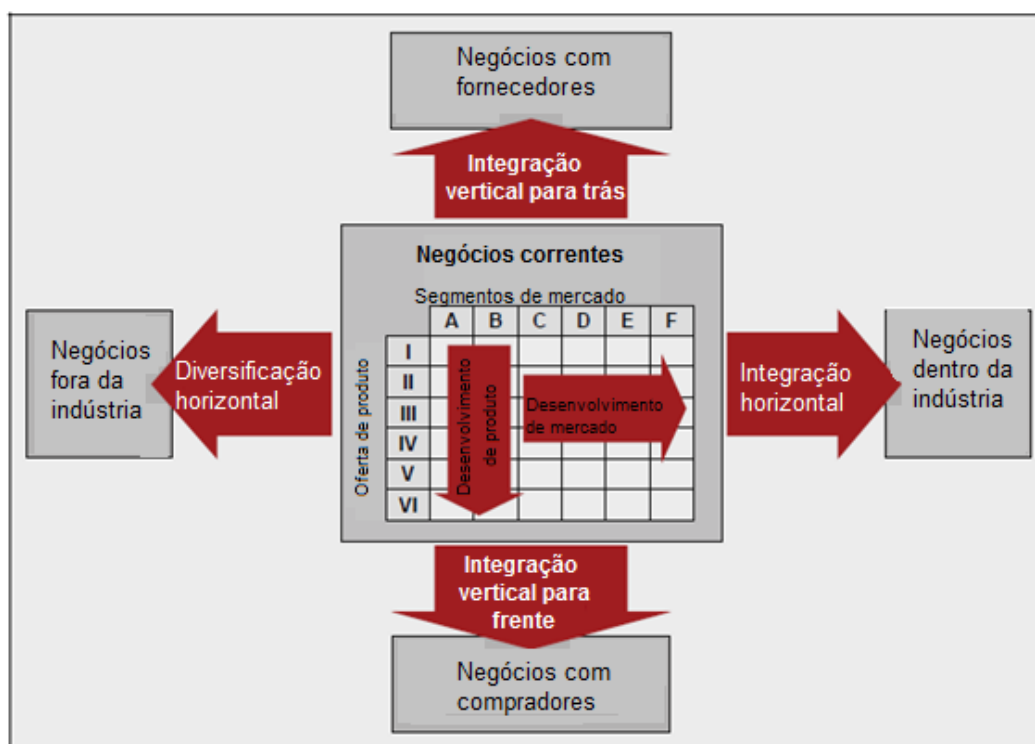 Negócios com
fornecedores
Integração
vertical para trás
Negócios correntes
Segmentos de mercado
A B C D E F
I
II
III
IV
V
VI
Oferta de produto
Desenvolvimento
de produto
Desenvolvimento
de mercado
Negócios
fora da
indústria
Diversificação
horizontal
Integração
horizontal
Negócios
dentro da
indústria
Integração
vertical para
frente
Negócios com
compradores